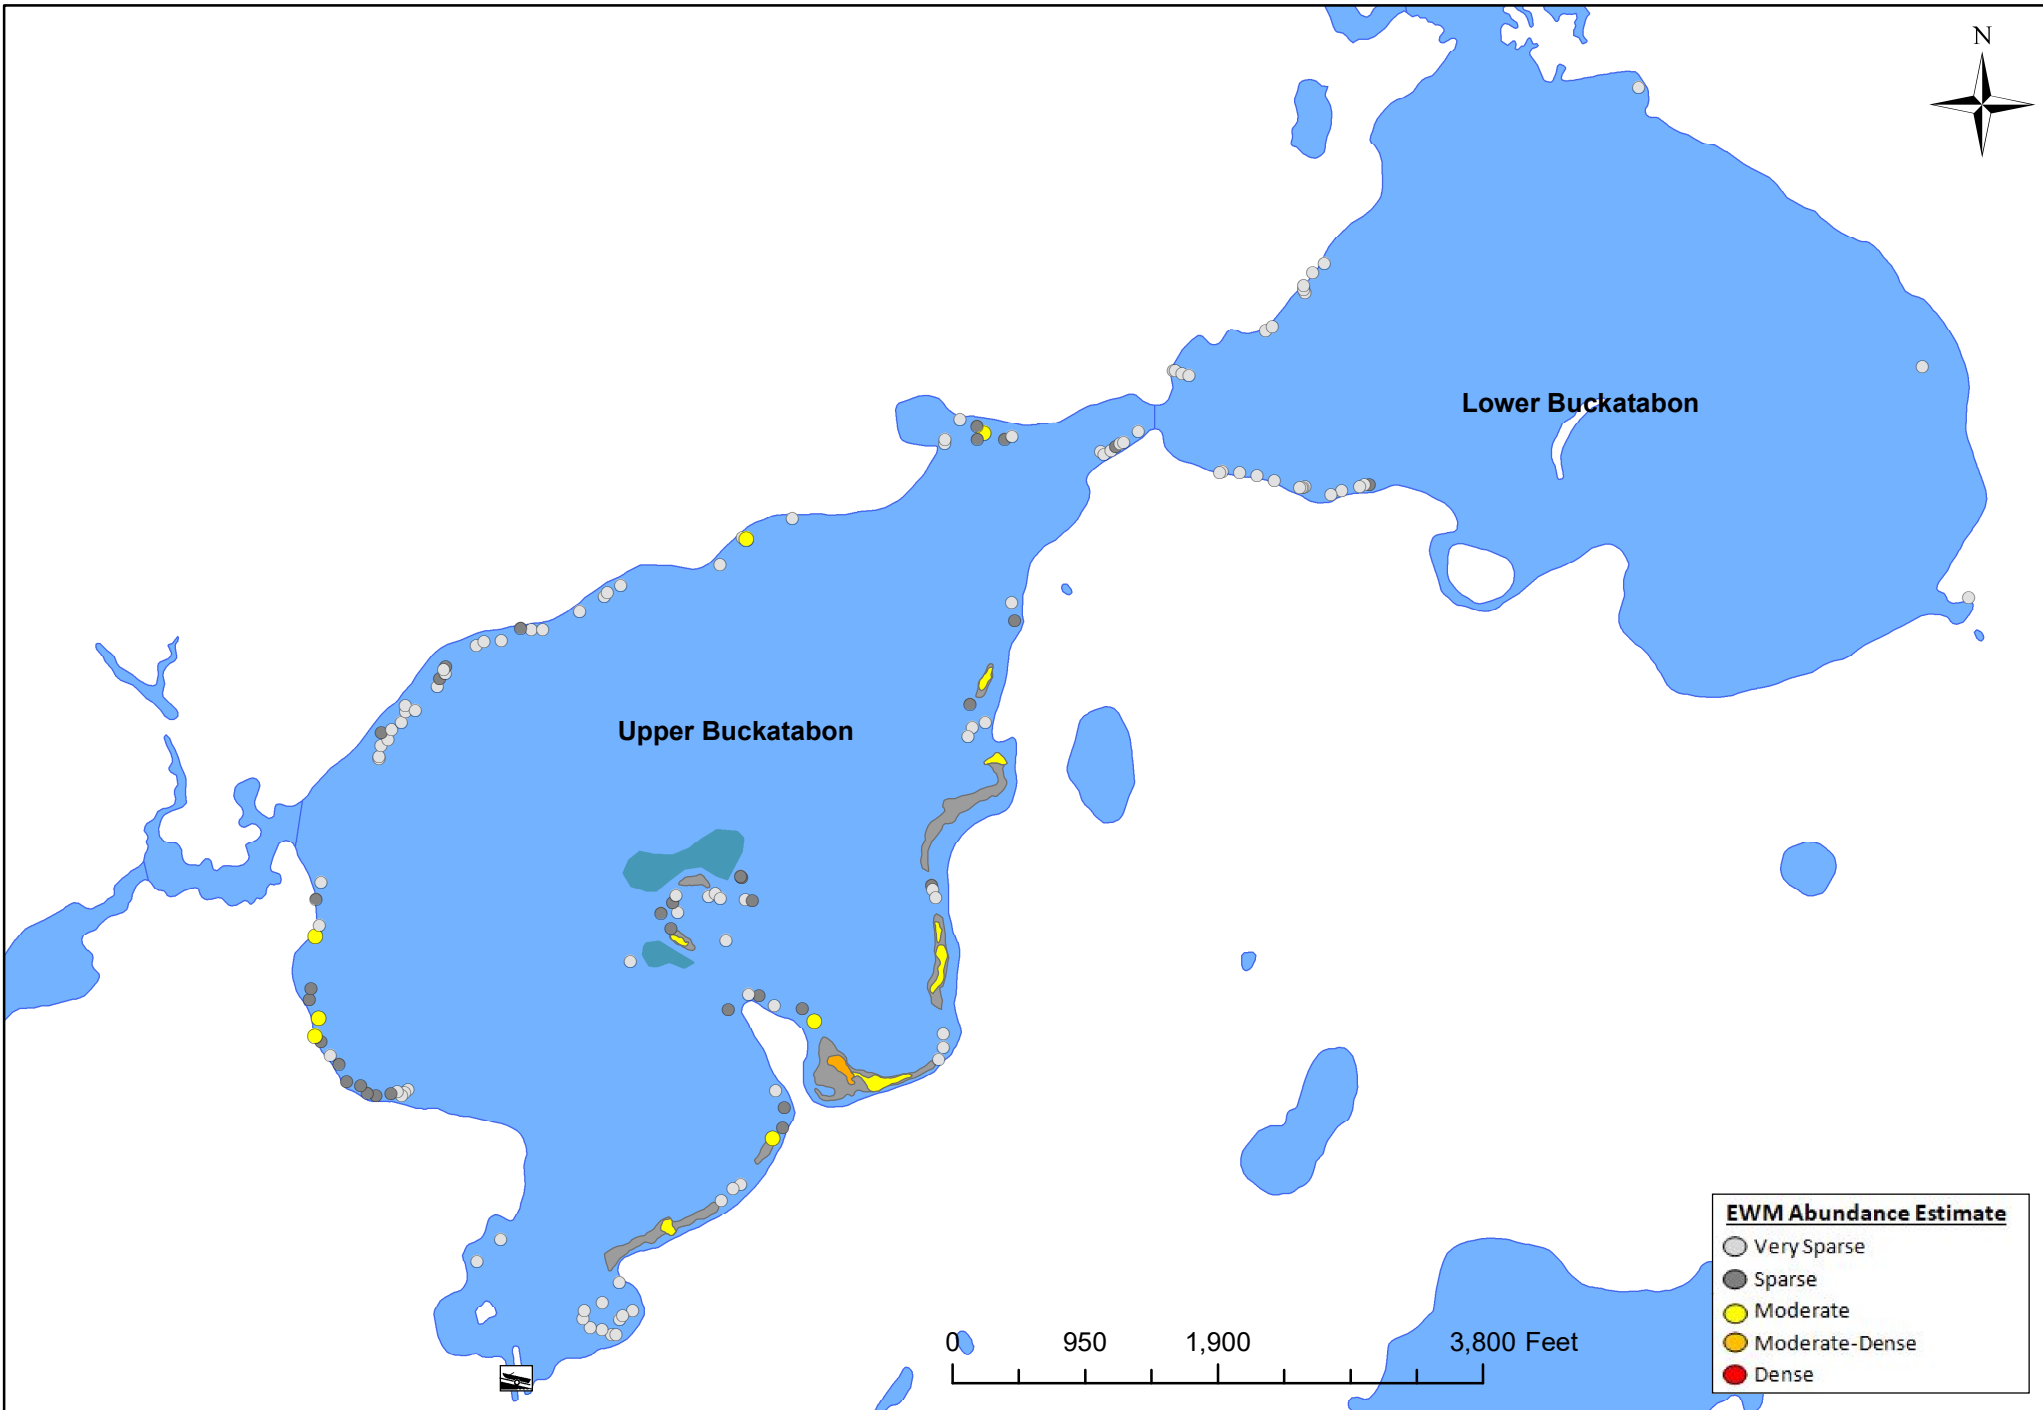 N
Lower Buckatabon
Upper Buckatabon
EWM Abundance Estimate
Very Sparse
Sparse
Moderate
Moderate-Dense
Dense
0 950 1,900 3,800 Feet